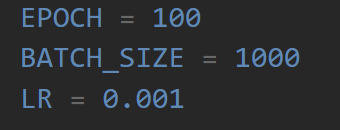 EPOCH = 100
BATCH_SIZE = 1000
LR = 0.001